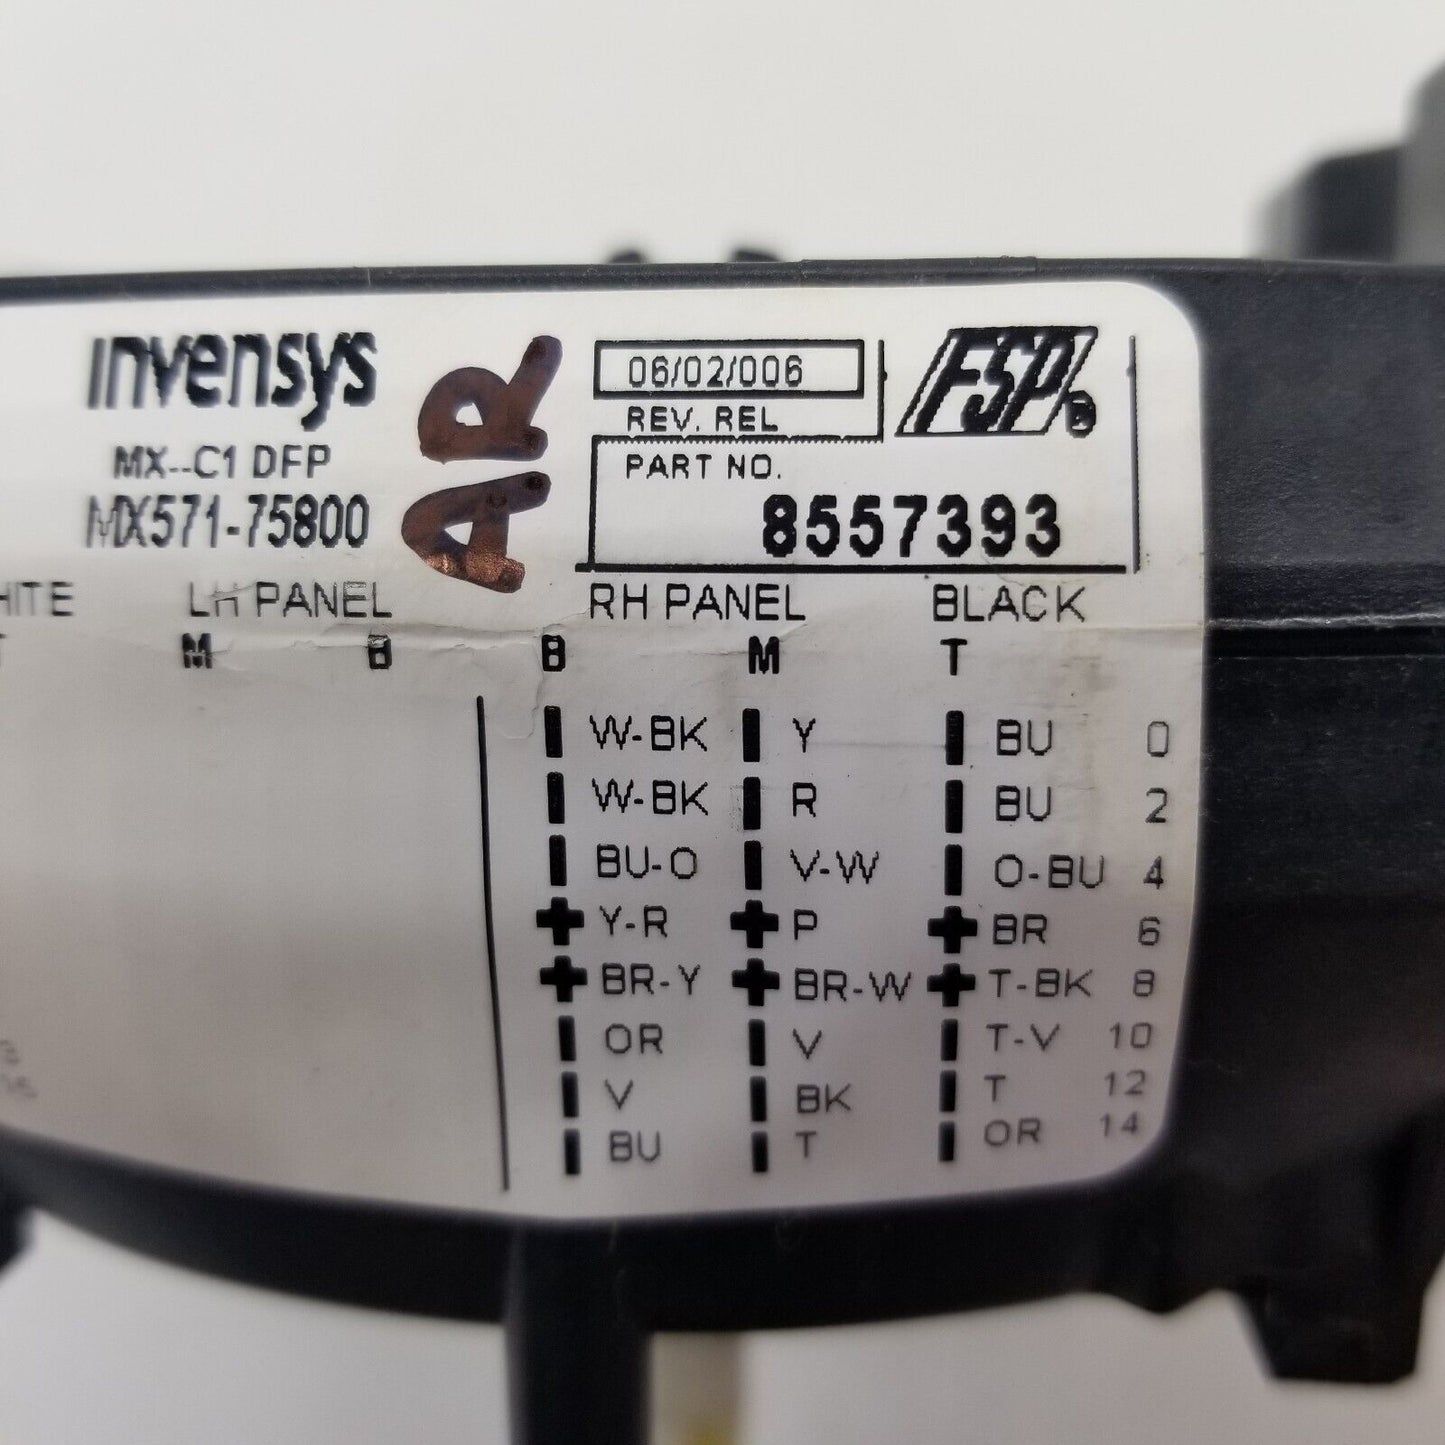 invensys
MX--C1 DFP
MX571-75800
AR
06/02/006
REV. REL
FSP®
PART NO.
8557393
LH PANEL RH PANEL BLACK
M B B M T
W-BK Y BU 0
W-BK R BU 2
BU-O V-W O-BU 4
Y-R P BR 6
BR-Y BR-W T-BK 8
OR V T-V 10
V BK T 12
BU T OR 14